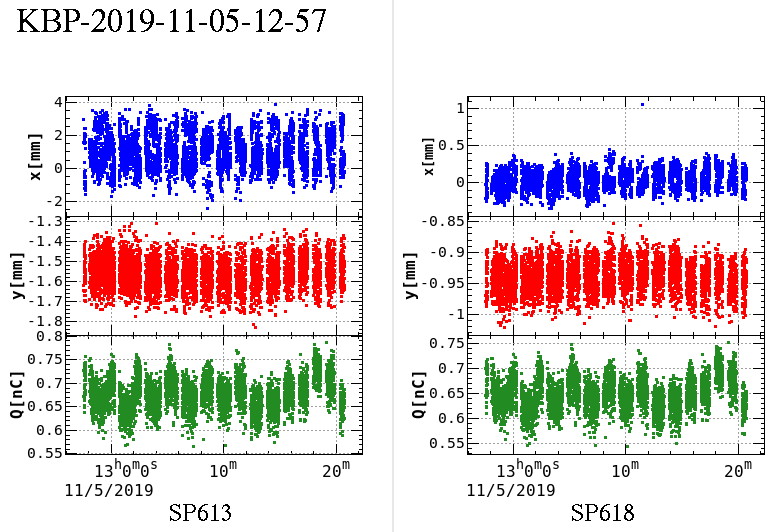 KBP-2019-11-05-12-57
4
2
0
-2
x[mm]
-1.3
-1.4
-1.5
-1.6
-1.7
-1.8
y[mm]
0.8
0.75
0.7
0.65
0.6
0.55
Q[nC]
13h0m0s 10m 20m
11/5/2019
SP613
1
0.5
0
x[mm]
-0.85
-0.9
-0.95
-1
y[mm]
0.75
0.7
0.65
0.6
0.55
Q[nC]
13h0m0s 10m 20m
11/5/2019
SP618